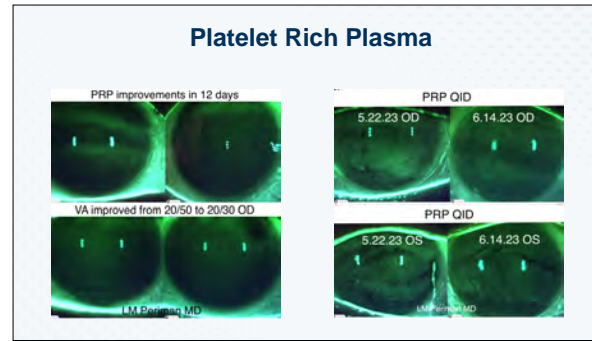 Platelet Rich Plasma
PRP improvements in 12 days
VA improved from 20/50 to 20/30 OD
LM Periman MD
PRP QID
5.22.23 OD
6.14.23 OD
PRP QID
5.22.23 OS
6.14.23 OS
LM Periman MD